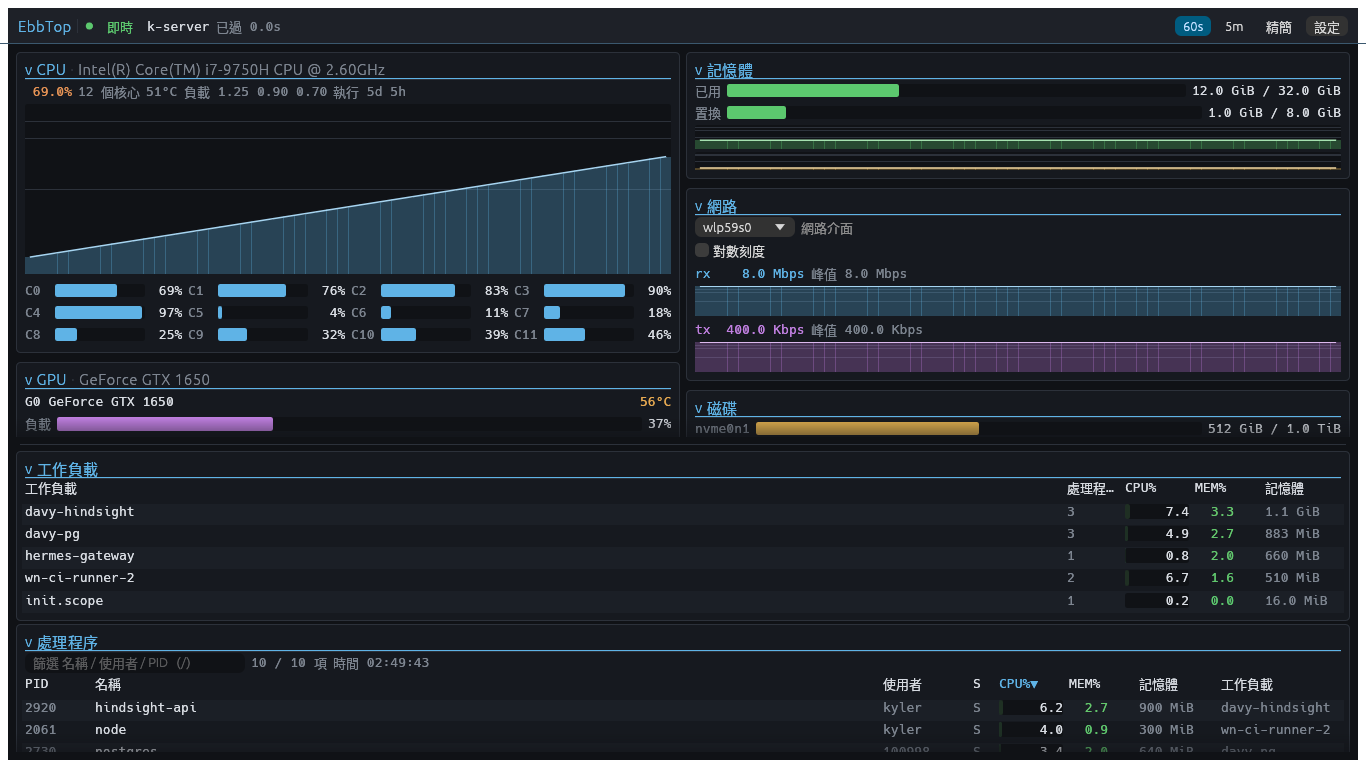 EbbTop 即時 k-server 已過 0.0s 60s 5m 精簡 設定
v CPU · Intel(R) Core(TM) i7-9750H CPU @ 2.60GHz
69.0% 12 個核心 51°C 負載 1.25 0.90 0.70 執行 5d 5h
C0 69% C1 76% C2 83% C3 90%
C4 97% C5 4% C6 11% C7 18%
C8 25% C9 32% C10 39% C11 46%
v GPU · GeForce GTX 1650
G0 GeForce GTX 1650 56°C
負載 37%
v 記憶體
已用 12.0 GiB / 32.0 GiB
置換 1.0 GiB / 8.0 GiB
v 網路
wlp59s0 網路介面
對數刻度
rx 8.0 Mbps 峰值 8.0 Mbps
tx 400.0 Kbps 峰值 400.0 Kbps
v 磁碟
nvme0n1 512 GiB / 1.0 TiB
v 工作負載
工作負載 處理程… CPU% MEM% 記憶體
davy-hindsight 3 7.4 3.3 1.1 GiB
davy-pg 3 4.9 2.7 883 MiB
hermes-gateway 1 0.8 2.0 660 MiB
wn-ci-runner-2 2 6.7 1.6 510 MiB
init.scope 1 0.2 0.0 16.0 MiB
v 處理程序
篩選 名稱 / 使用者 / PID (/) 10 / 10 項 時間 02:49:43
PID 名稱 使用者 S CPU%▼ MEM% 記憶體 工作負載
2920 hindsight-api kyler S 6.2 2.7 900 MiB davy-hindsight
2061 node kyler S 4.0 0.9 300 MiB wn-ci-runner-2
2730 postgres 100998 S 3.4 2.0 640 MiB davy-pg